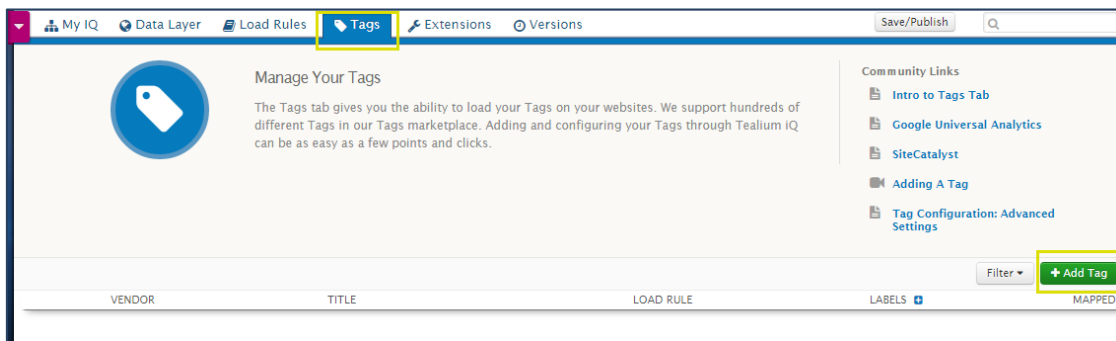 My IQ Data Layer Load Rules Tags Extensions Versions Save/Publish
Manage Your Tags
The Tags tab gives you the ability to load your Tags on your websites. We support hundreds of
different Tags in our Tags marketplace. Adding and configuring your Tags through Tealium iQ
can be as easy as a few points and clicks.
Community Links
Intro to Tags Tab
Google Universal Analytics
SiteCatalyst
Adding A Tag
Tag Configuration: Advanced
Settings
Filter + Add Tag
VENDOR TITLE LOAD RULE LABELS MAPPED